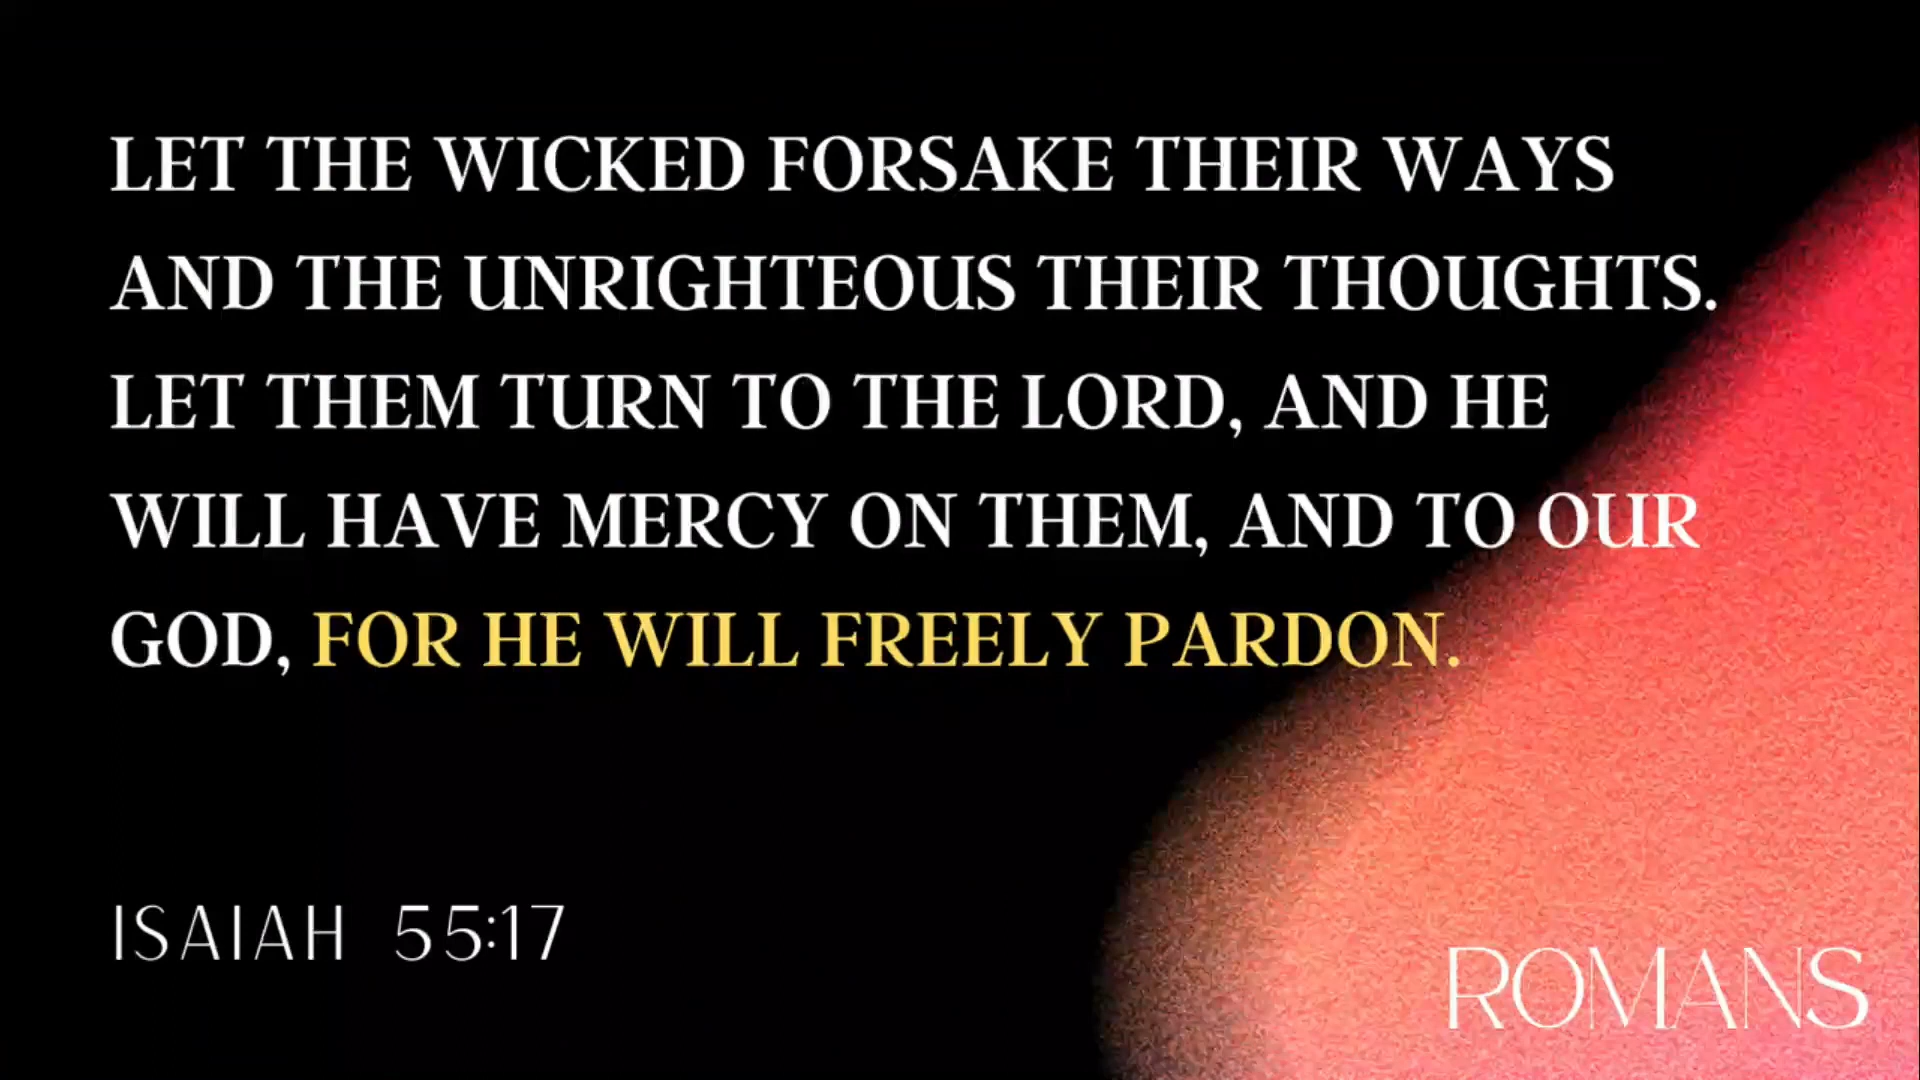 LET THE WICKED FORSAKE THEIR WAYS
AND THE UNRIGHTEOUS THEIR THOUGHTS.
LET THEM TURN TO THE LORD, AND HE
WILL HAVE MERCY ON THEM, AND TO OUR
GOD, FOR HE WILL FREELY PARDON.
ISAIAH 55:17
ROMANS